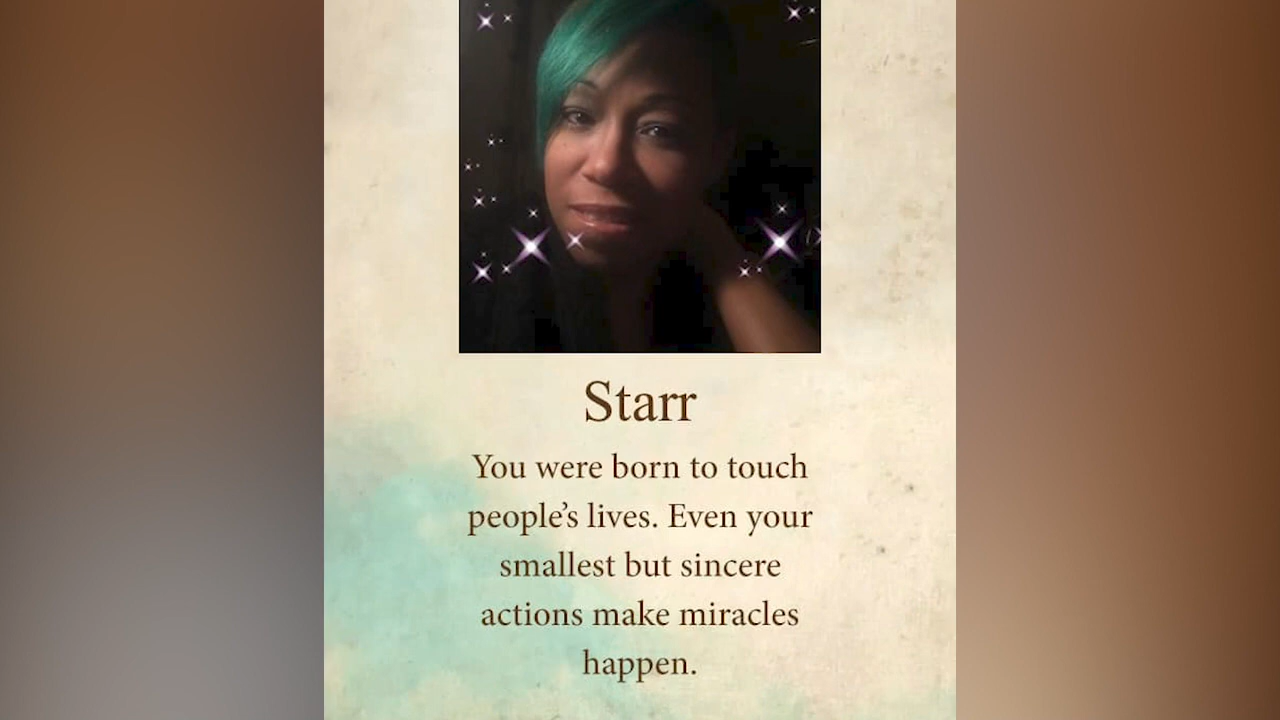 Starr
You were born to touch
people’s lives. Even your
smallest but sincere
actions make miracles
happen.